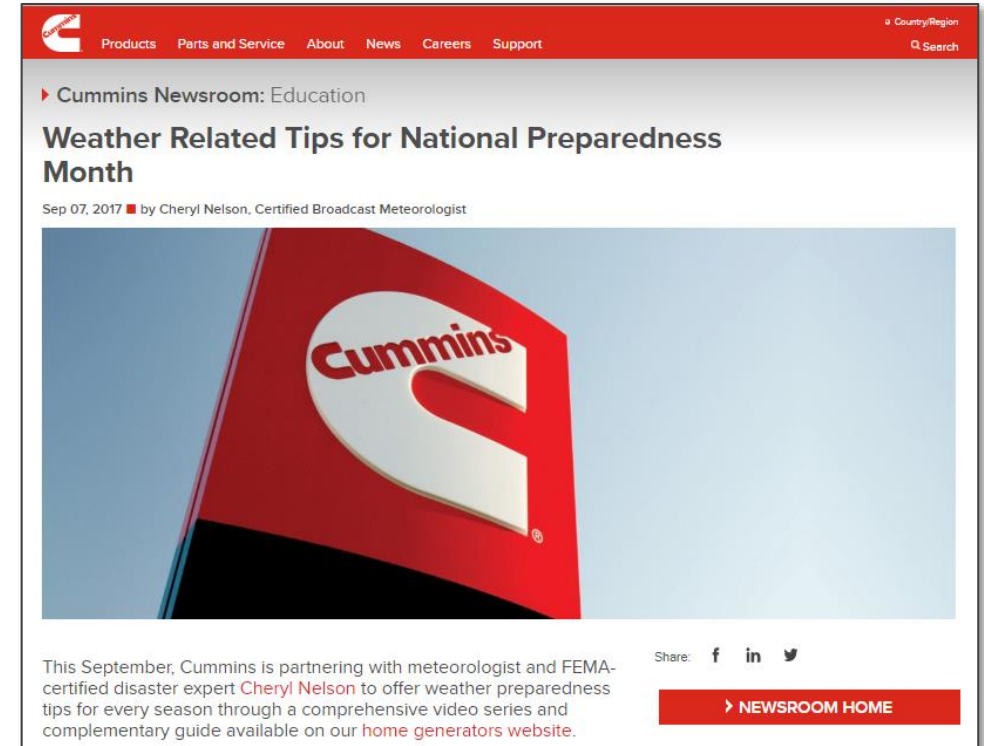 Cummins
Products Parts and Service About News Careers Support
Country/Region
Search
Cummins Newsroom: Education
Weather Related Tips for National Preparedness
Month
Sep 07, 2017 by Cheryl Nelson, Certified Broadcast Meteorologist
Cummins
®
This September, Cummins is partnering with meteorologist and FEMA-
certified disaster expert Cheryl Nelson to offer weather preparedness
tips for every season through a comprehensive video series and
complementary guide available on our home generators website.
Share: f in
NEWSROOM HOME